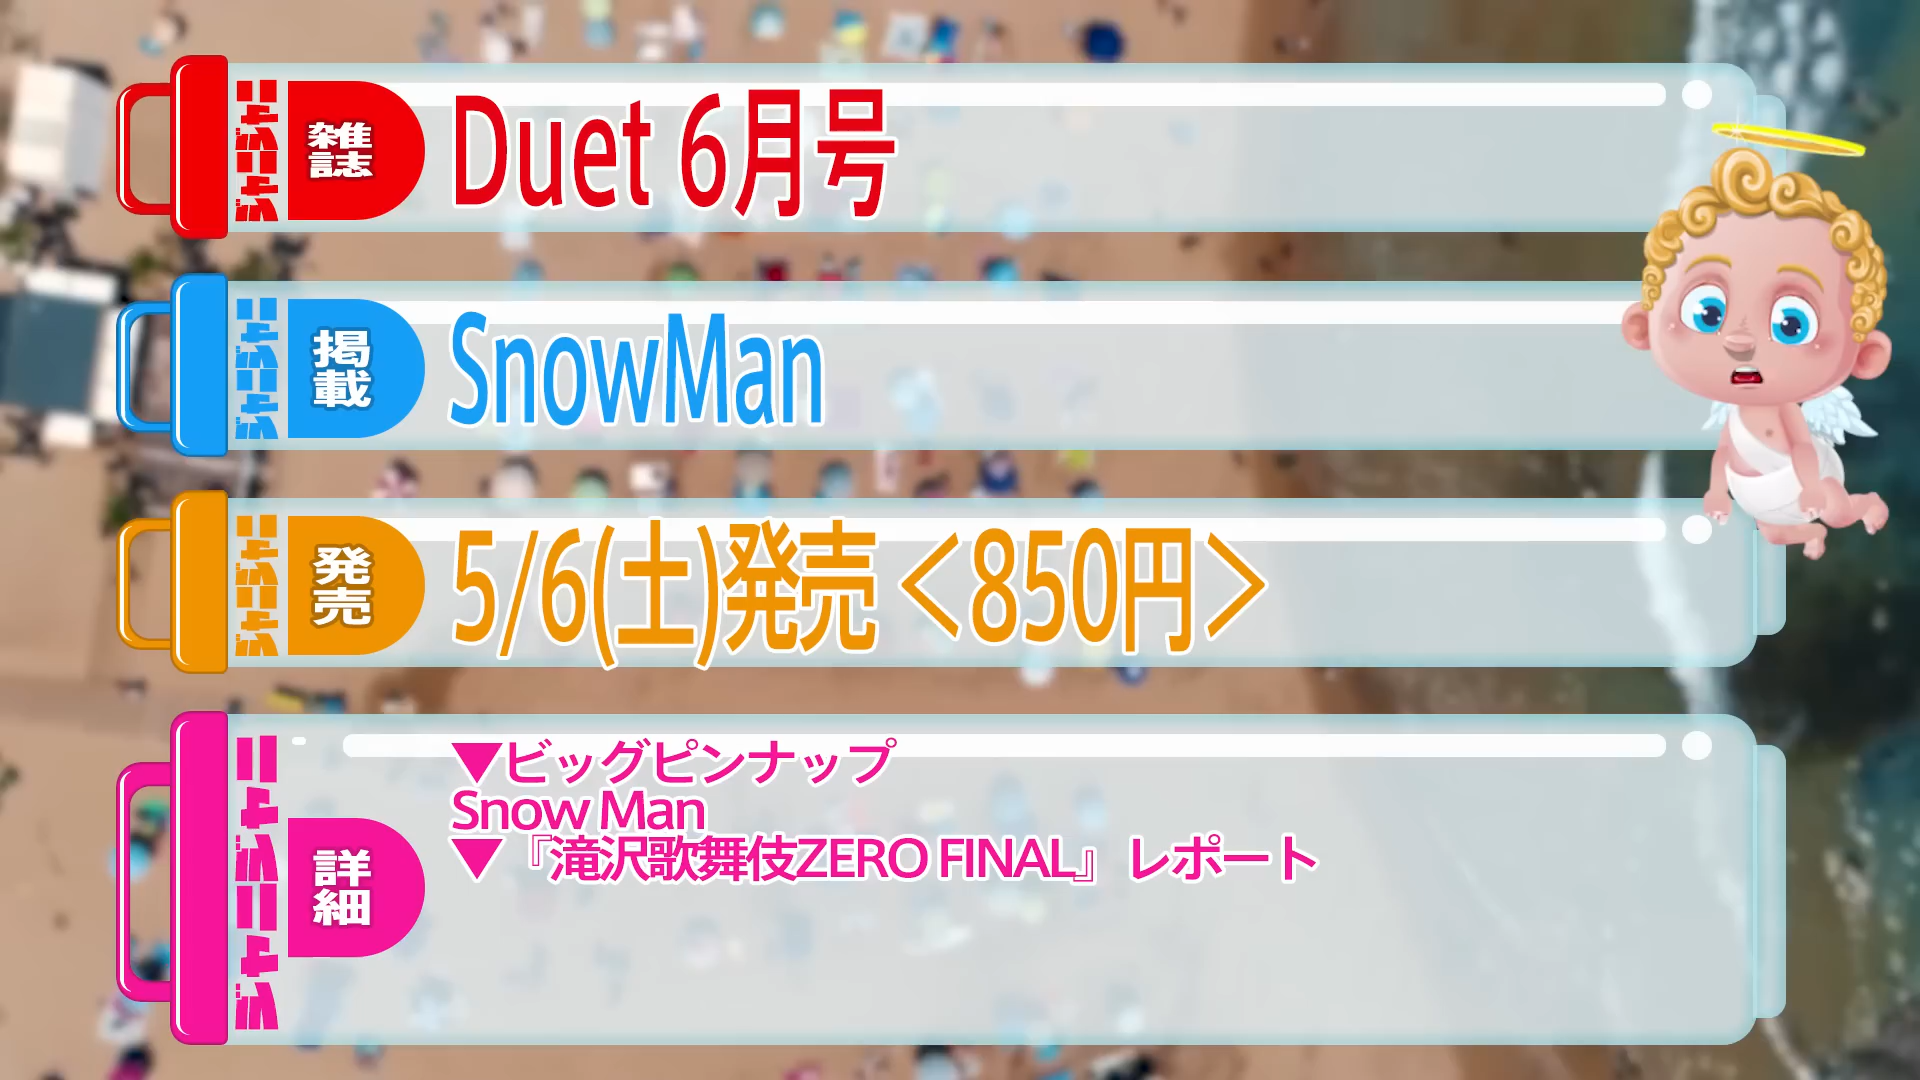 雑誌
Duet 6月号
掲載
SnowMan
発売
5/6(土)発売＜850円＞
詳細
▼ビッグピンナップ
Snow Man
▼『滝沢歌舞伎ZERO FINAL』レポート